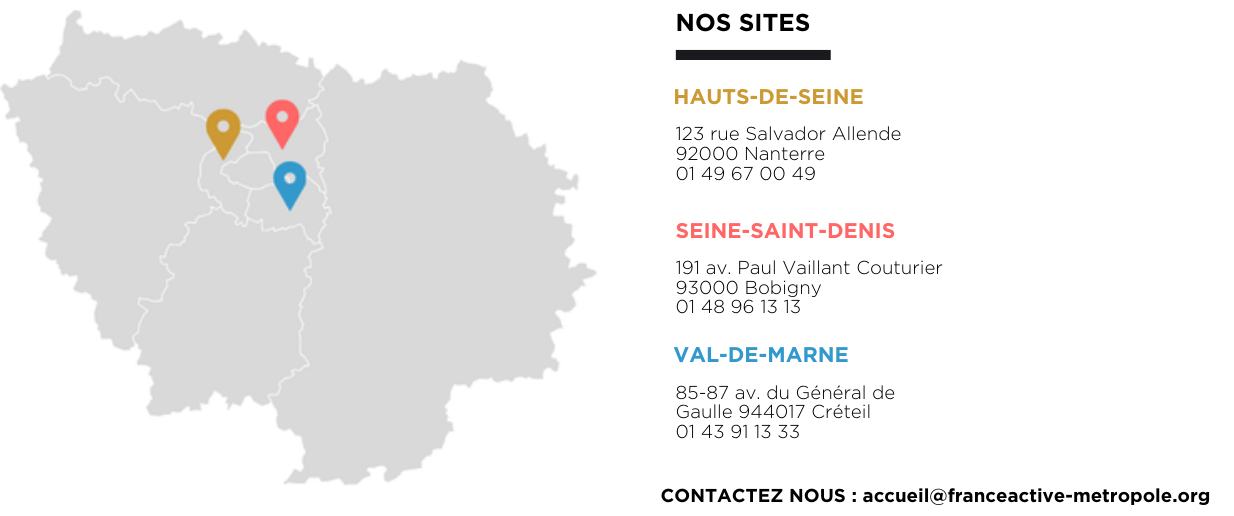 NOS SITES
HAUTS-DE-SEINE
123 rue Salvador Allende
92000 Nanterre
01 49 67 00 49
SEINE-SAINT-DENIS
191 av. Paul Vaillant Couturier
93000 Bobigny
01 48 96 13 13
VAL-DE-MARNE
85-87 av. du Général de
Gaulle 944017 Créteil
01 43 91 13 33
CONTACTEZ NOUS : accueil@franceactive-metropole.org